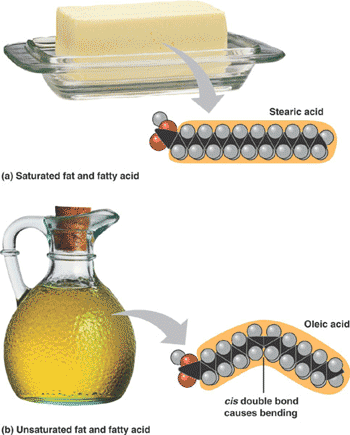 Stearic acid
(a) Saturated fat and fatty acid
Oleic acid
cis double bond
causes bending
(b) Unsaturated fat and fatty acid